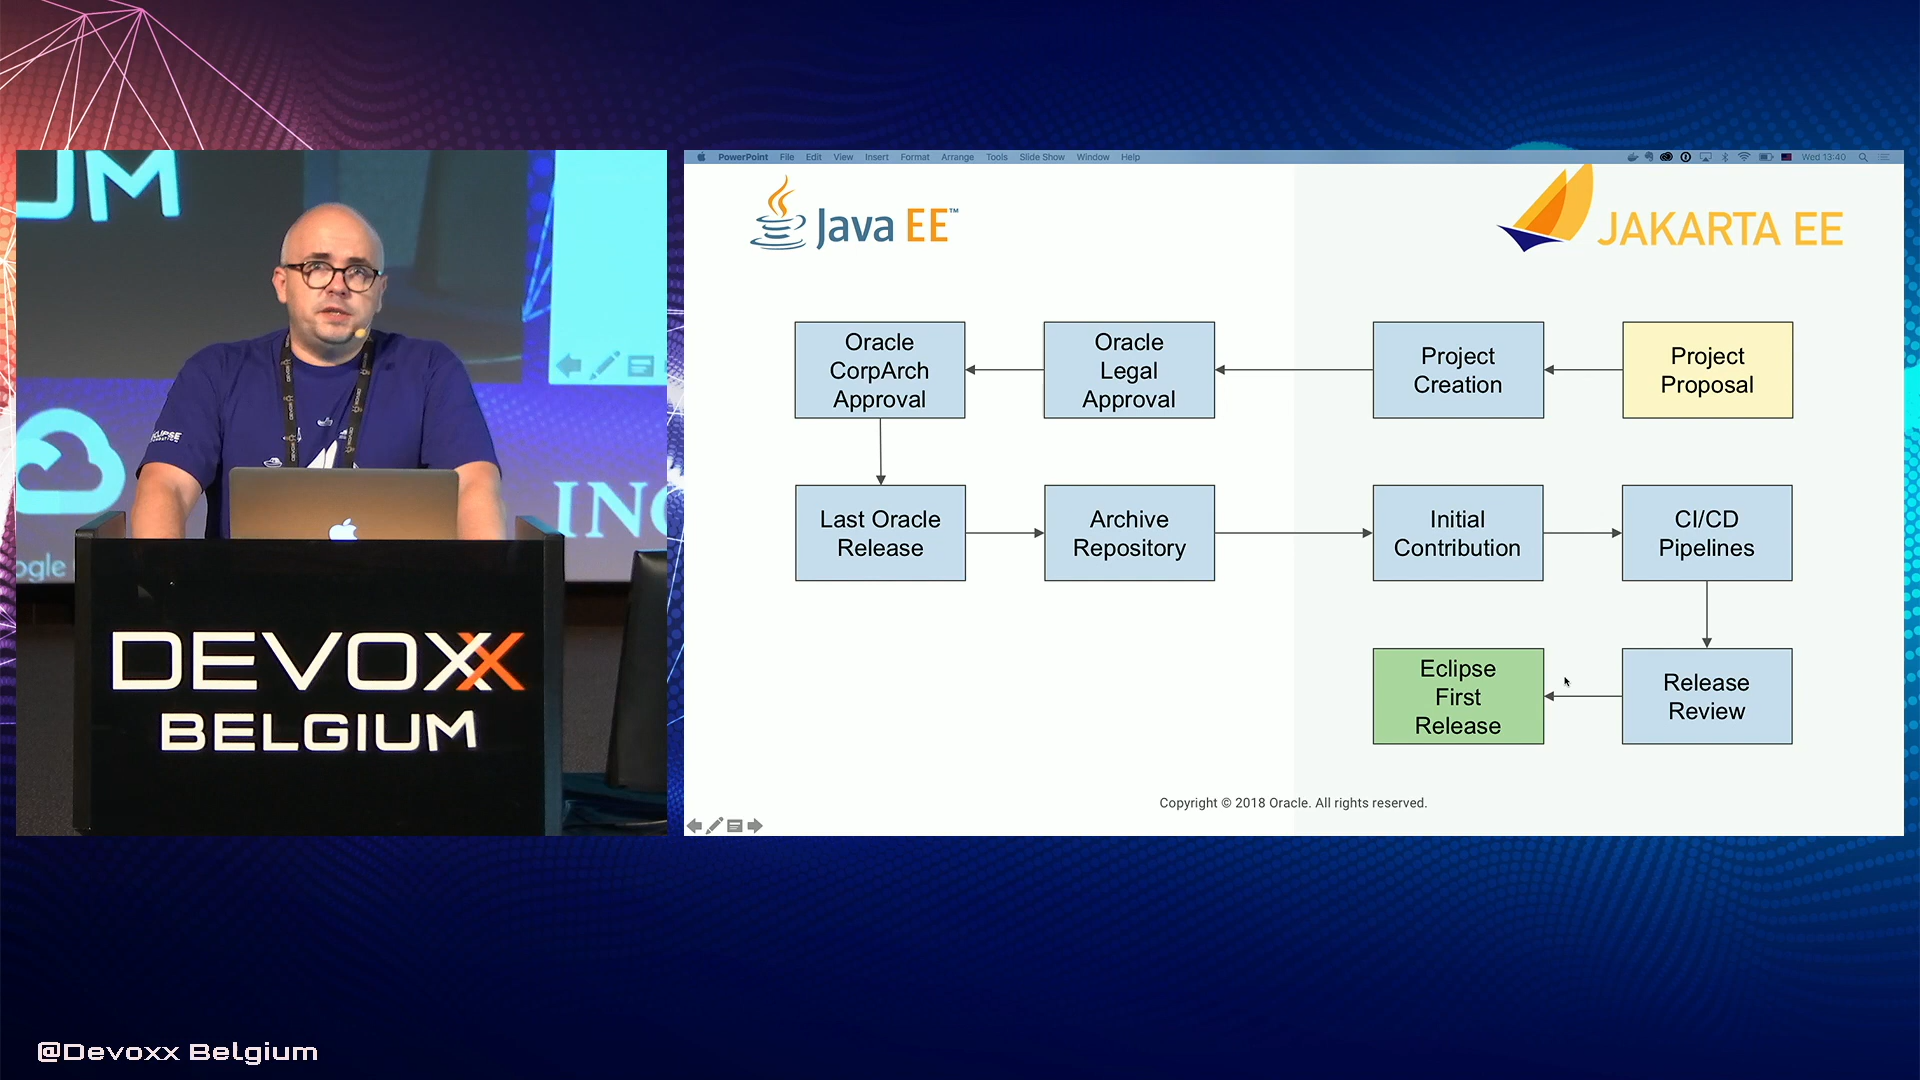 PowerPoint File Edit View Insert Format Arrange Tools Slide Show Window Help
Wed 13:40
Java EE™
JAKARTA EE
Oracle
CorpArch
Approval
Oracle
Legal
Approval
Project
Creation
Project
Proposal
Last Oracle
Release
Archive
Repository
Initial
Contribution
CI/CD
Pipelines
Eclipse
First
Release
Release
Review
Copyright © 2018 Oracle. All rights reserved.
DEVOXX
BELGIUM
@Devoxx Belgium